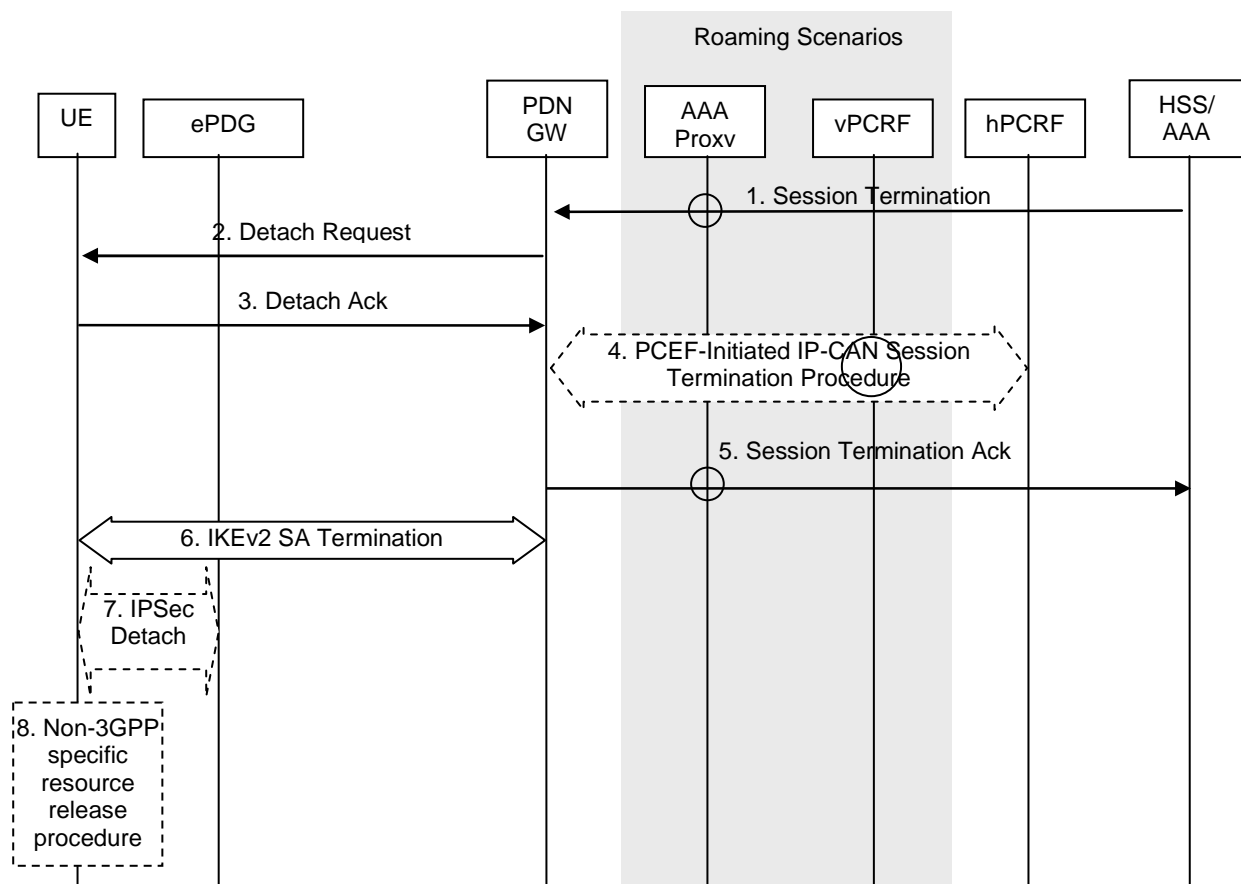 Roaming Scenarios
UE
ePDG
PDN
GW
AAA
Proxv
vPCRF
hPCRF
HSS/
AAA
1. Session Termination
2. Detach Request
3. Detach Ack
4. PCEF-Initiated IP-CAN Session
Termination Procedure
5. Session Termination Ack
6. IKEv2 SA Termination
7. IPSec
Detach
8. Non-3GPP
specific
resource
release
procedure